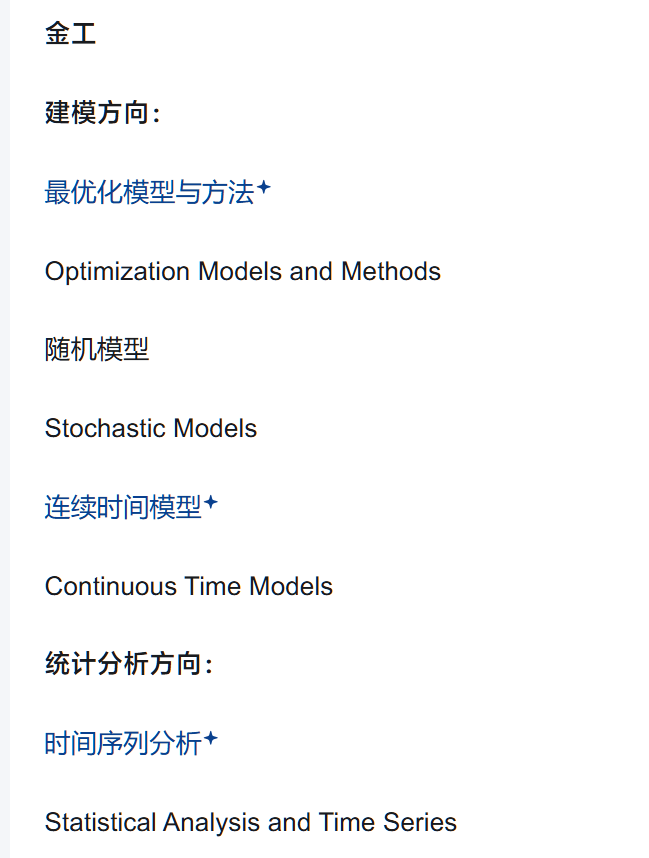 金工
建模方向：
最优化模型与方法
Optimization Models and Methods
随机模型
Stochastic Models
连续时间模型
Continuous Time Models
统计分析方向：
时间序列分析
Statistical Analysis and Time Series